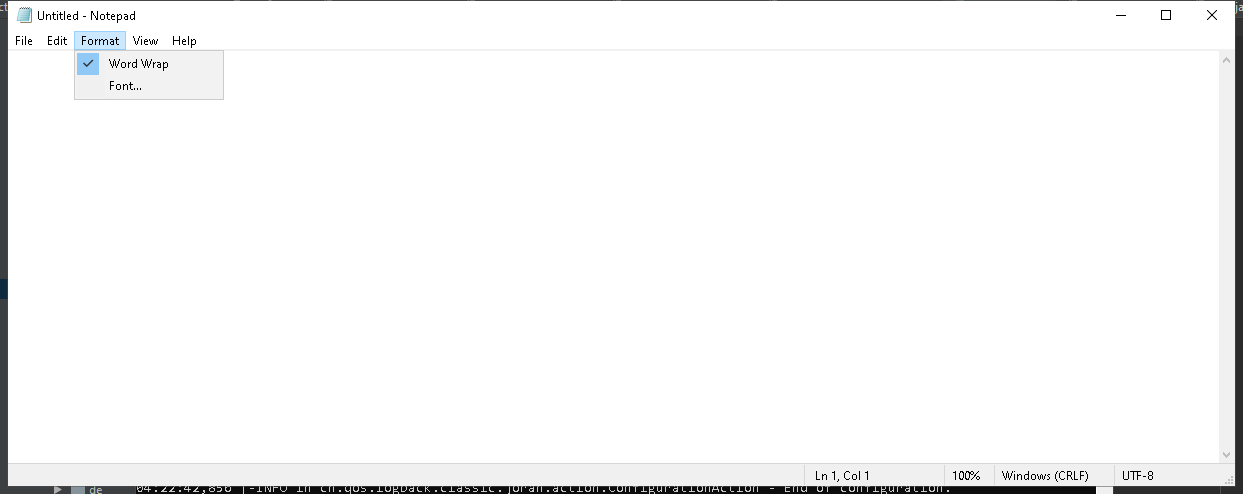 Untitled - Notepad
File Edit Format View Help
Word Wrap
Font...
Ln 1, Col 1 100% Windows (CRLF) UTF-8
de 04:22:42,856 |-INFO in ch.qos.logback.classic.joran.action.ConfigurationAction - End of configuration.